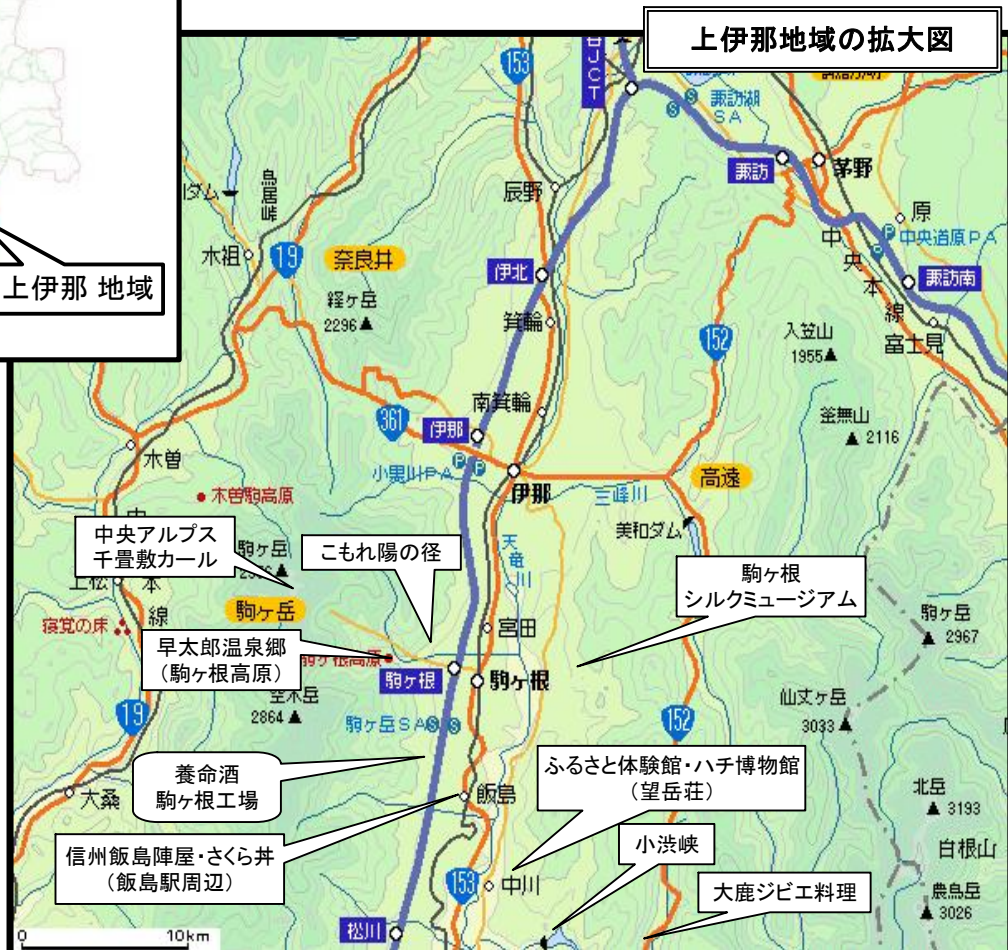 上伊那地域の拡大図
上伊那 地域
153
JCT
諏訪湖
SA
諏訪
茅野
ダム
鳥居峠
辰野
原
中央道原PA
木祖
19
奈良井
伊北
中央本線
諏訪南
経ヶ岳
2296
箕輪
152
入笠山
1955
富士見
南箕輪
361
伊那
釜無山
2116
木曽
小黒川PA
伊那
高遠
三峰川
木曽駒高原
美和ダム
中央アルプス
千畳敷カール
駒ヶ岳
こもれ陽の径
天竜川
駒ヶ根
シルクミュージアム
上松
本
線
駒ヶ岳
寝覚の床
宮田
駒ヶ岳
2967
早太郎温泉郷
(駒ヶ根高原)
駒ヶ根高原
駒ヶ根
駒ヶ根
空木岳
2864
仙丈ヶ岳
3033
19
駒ヶ岳SA
152
養命酒
駒ヶ根工場
ふるさと体験館・ハチ博物館
(望岳荘)
大桑
飯島
北岳
3193
信州飯島陣屋・さくら井
(飯島駅周辺)
小渋峡
白根山
153
中川
大鹿ジビエ料理
農鳥岳
3026
松川
0 10km